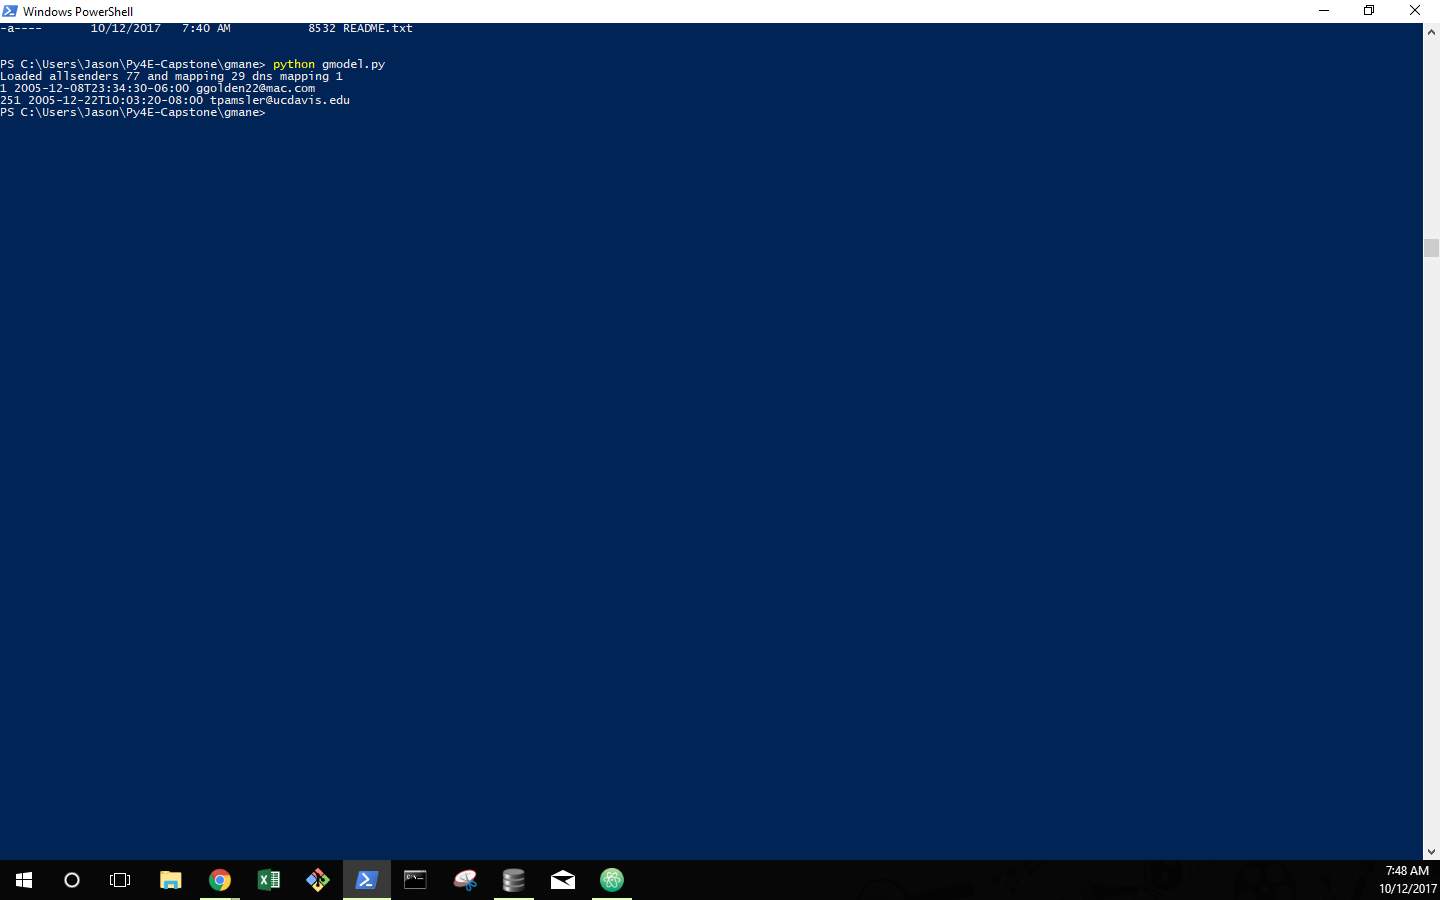 Windows PowerShell
-a---- 10/12/2017 7:40 AM 8532 README.txt
PS C:\Users\Jason\Py4E-Capstone\gmane> python gmodel.py
Loaded allsenders 77 and mapping 29 dns mapping 1
1 2005-12-08T23:34:30-06:00 ggolden22@mac.com
251 2005-12-22T10:03:20-08:00 tpamsler@ucdavis.edu
PS C:\Users\Jason\Py4E-Capstone\gmane>
7:48 AM
10/12/2017